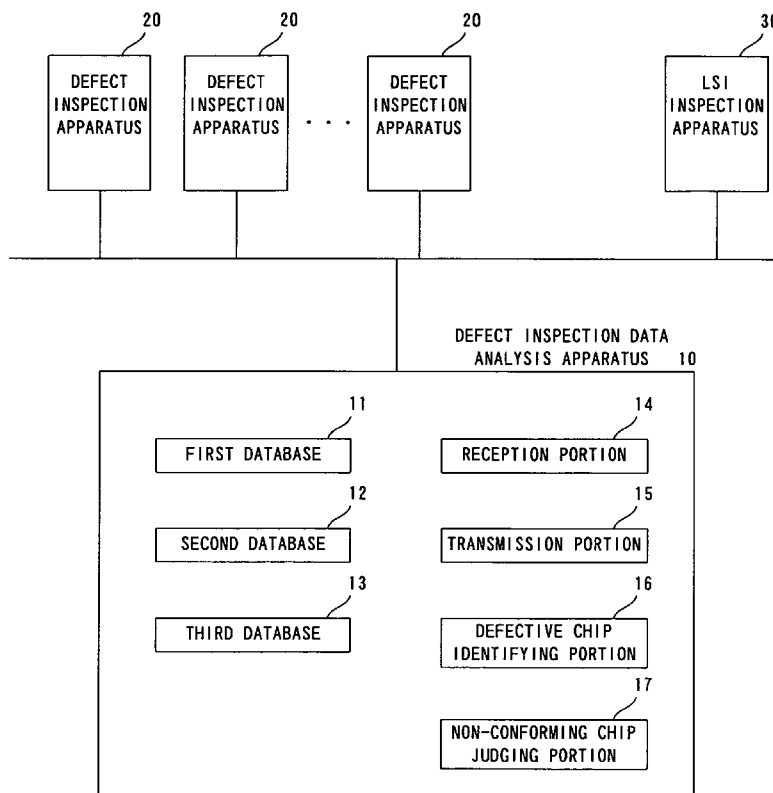 20
20
20
30
DEFECT
INSPECTION
APPARATUS
DEFECT
INSPECTION
APPARATUS
. . .
DEFECT
INSPECTION
APPARATUS
LSI
INSPECTION
APPARATUS
DEFECT INSPECTION DATA
ANALYSIS APPARATUS 10
11
FIRST DATABASE
12
SECOND DATABASE
13
THIRD DATABASE
14
RECEPTION PORTION
15
TRANSMISSION PORTION
16
DEFECTIVE CHIP
IDENTIFYING PORTION
17
NON-CONFORMING CHIP
JUDGING PORTION